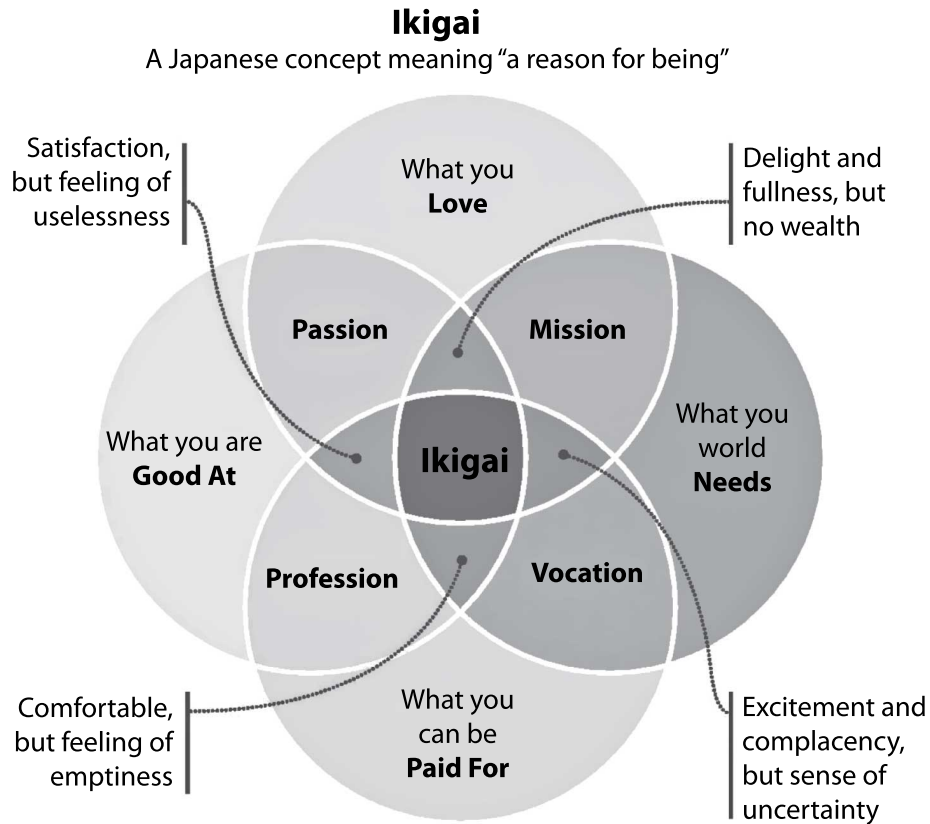 Ikigai
A Japanese concept meaning “a reason for being”
Satisfaction,
but feeling of
uselessness
What you
Love
Delight and
fullness, but
no wealth
Passion
Mission
What you are
Good At
Ikigai
What you
world
Needs
Profession
Vocation
Comfortable,
but feeling of
emptiness
What you
can be
Paid For
Excitement and
complacency,
but sense of
uncertainty